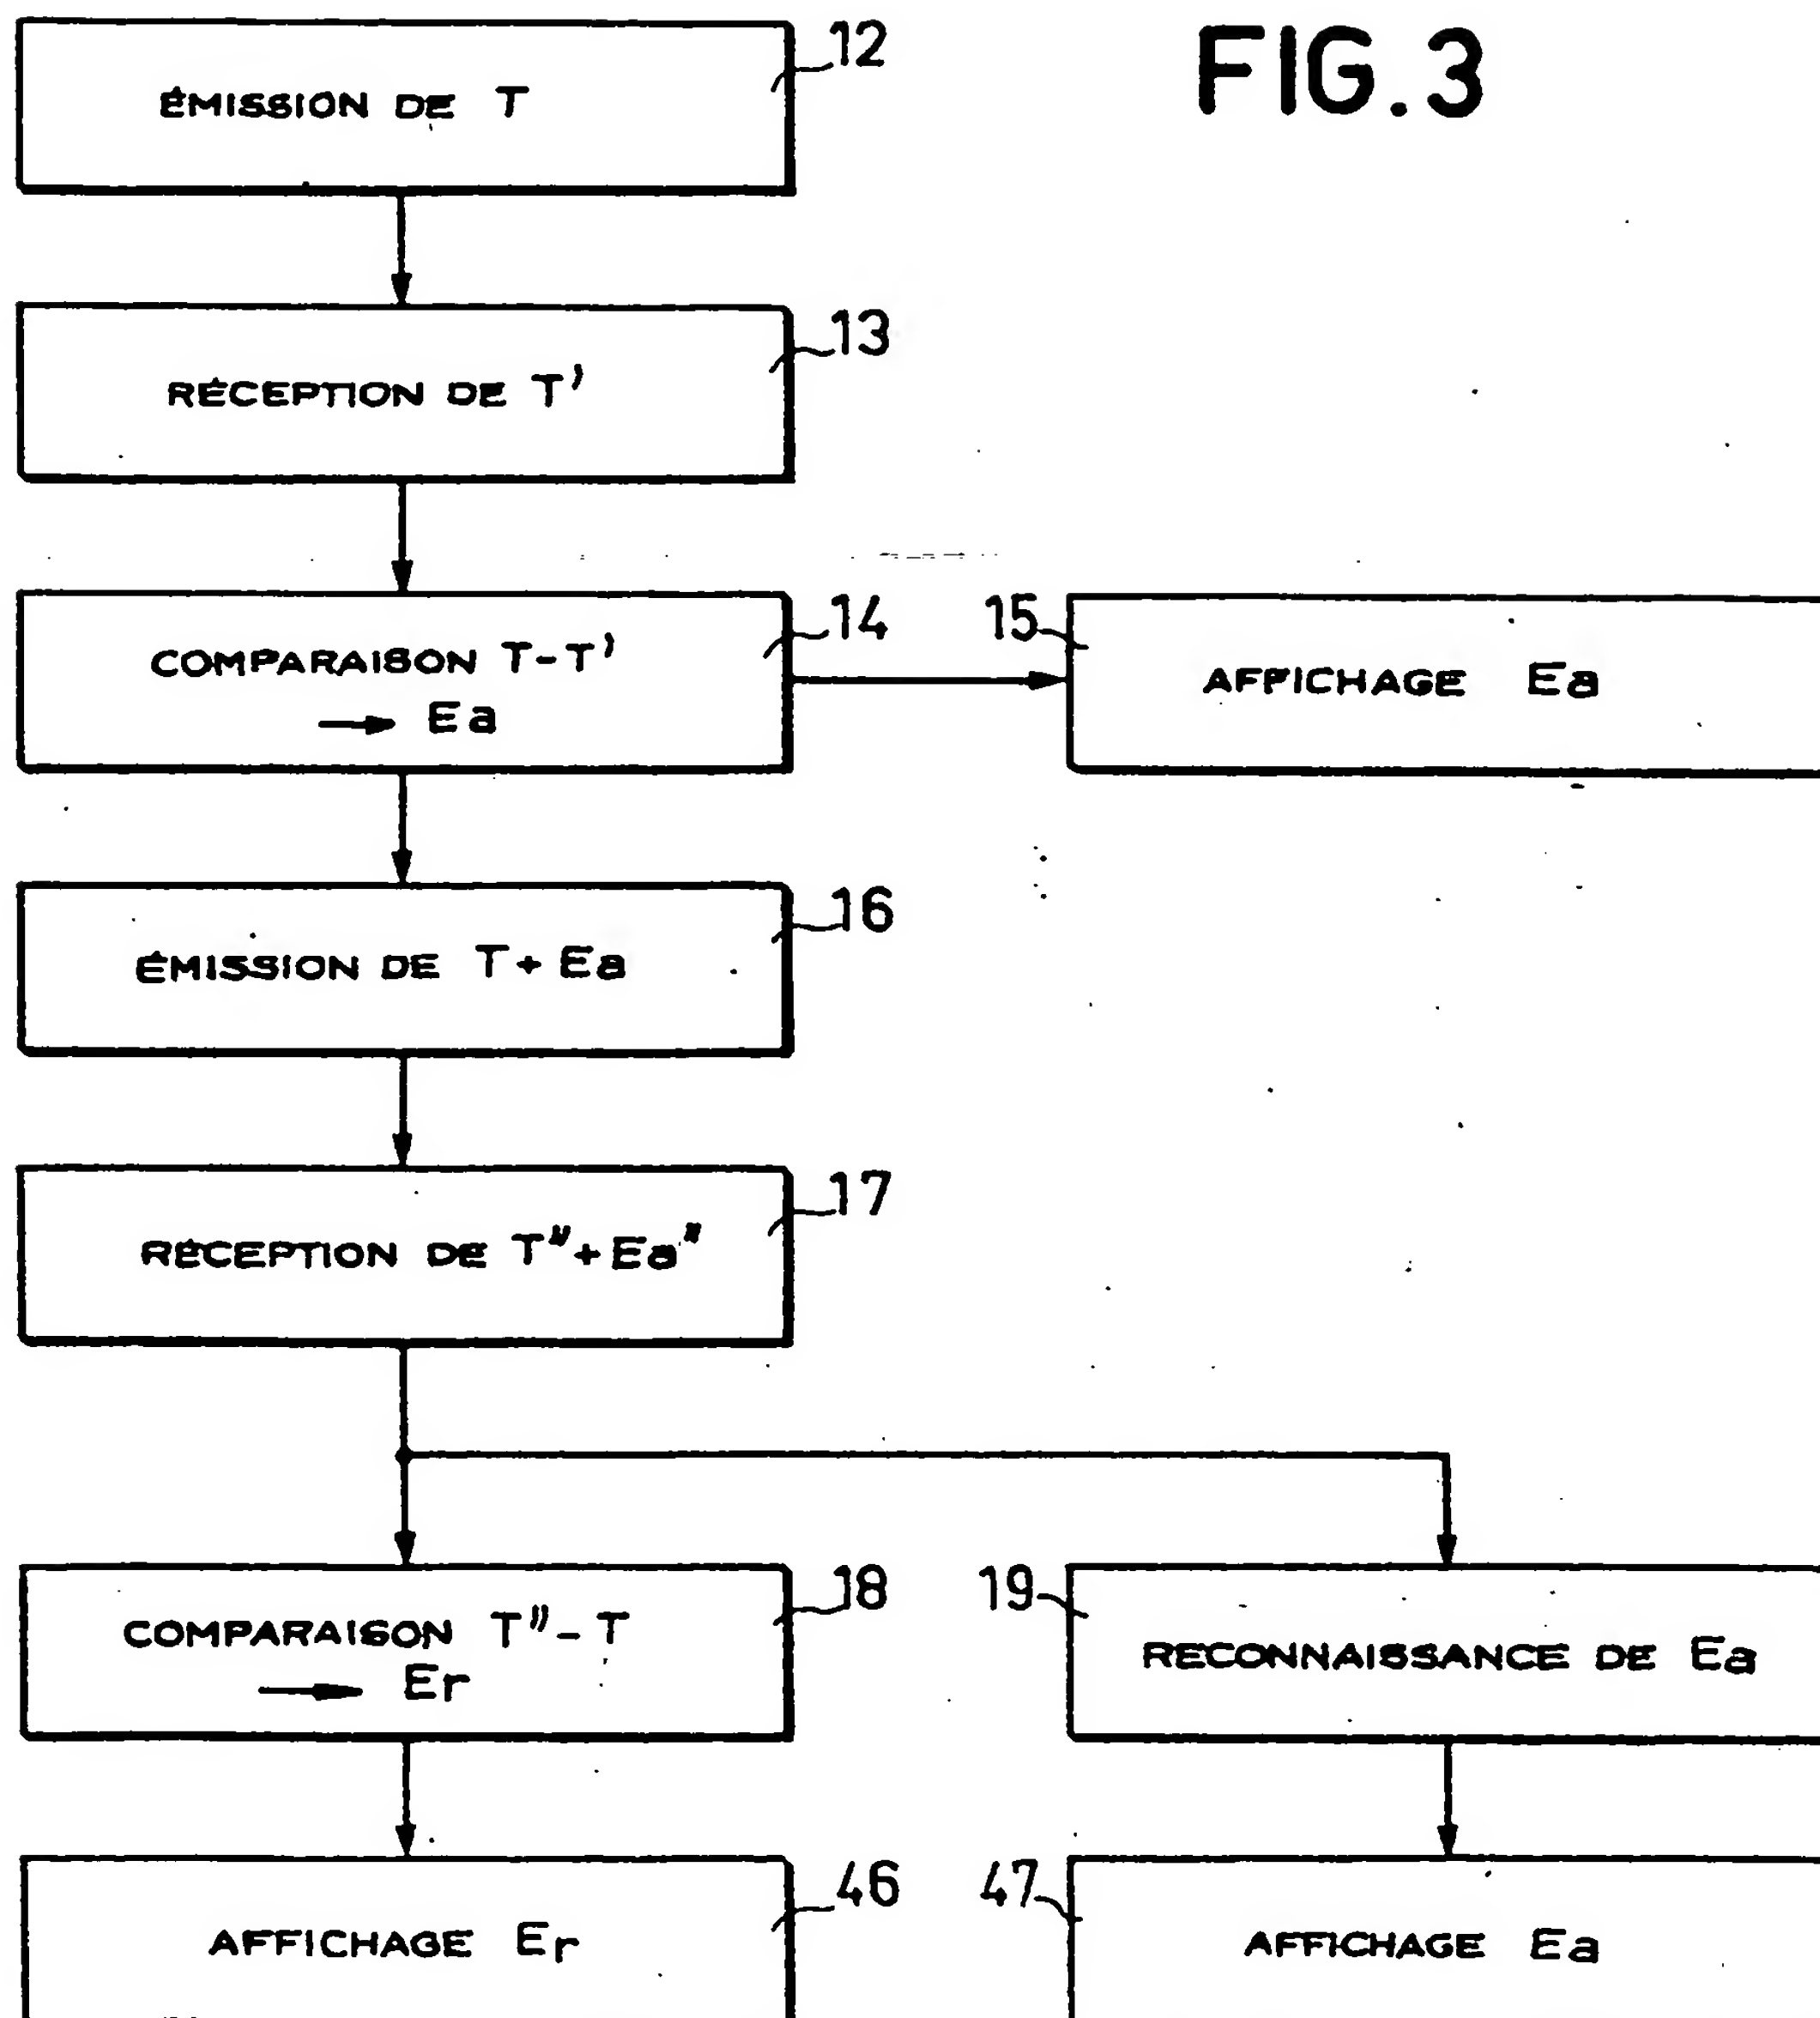 FIG.3
12
ÉMISSION DE T
13
RÉCEPTION DE T'
14
COMPARAISON T-T'
→ Ea
15
AFFICHAGE Ea
16
ÉMISSION DE T+Ea
17
RÉCEPTION DE T"+Ea"
18
COMPARAISON T"-T
→ Er
19
RECONNAISSANCE DE Ea
46
AFFICHAGE Er
47
AFFICHAGE Ea